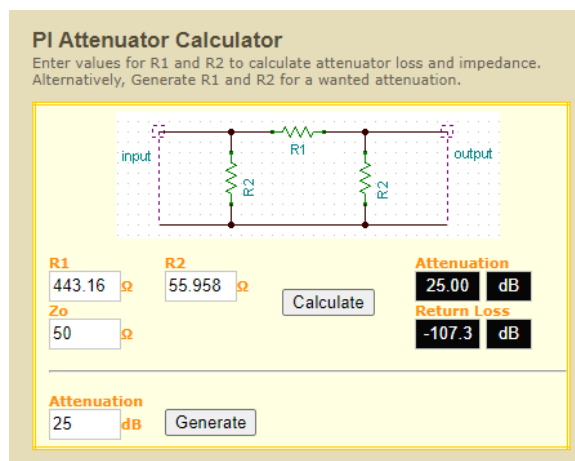 PI Attenuator Calculator
Enter values for R1 and R2 to calculate attenuator loss and impedance.
Alternatively, Generate R1 and R2 for a wanted attenuation.
input
R1
output
R2
R2
R1 R2 Attenuation
443.16 Ω 55.958 Ω Calculate 25.00 dB
Zo Return Loss
50 Ω -107.3 dB
Attenuation
25 dB Generate